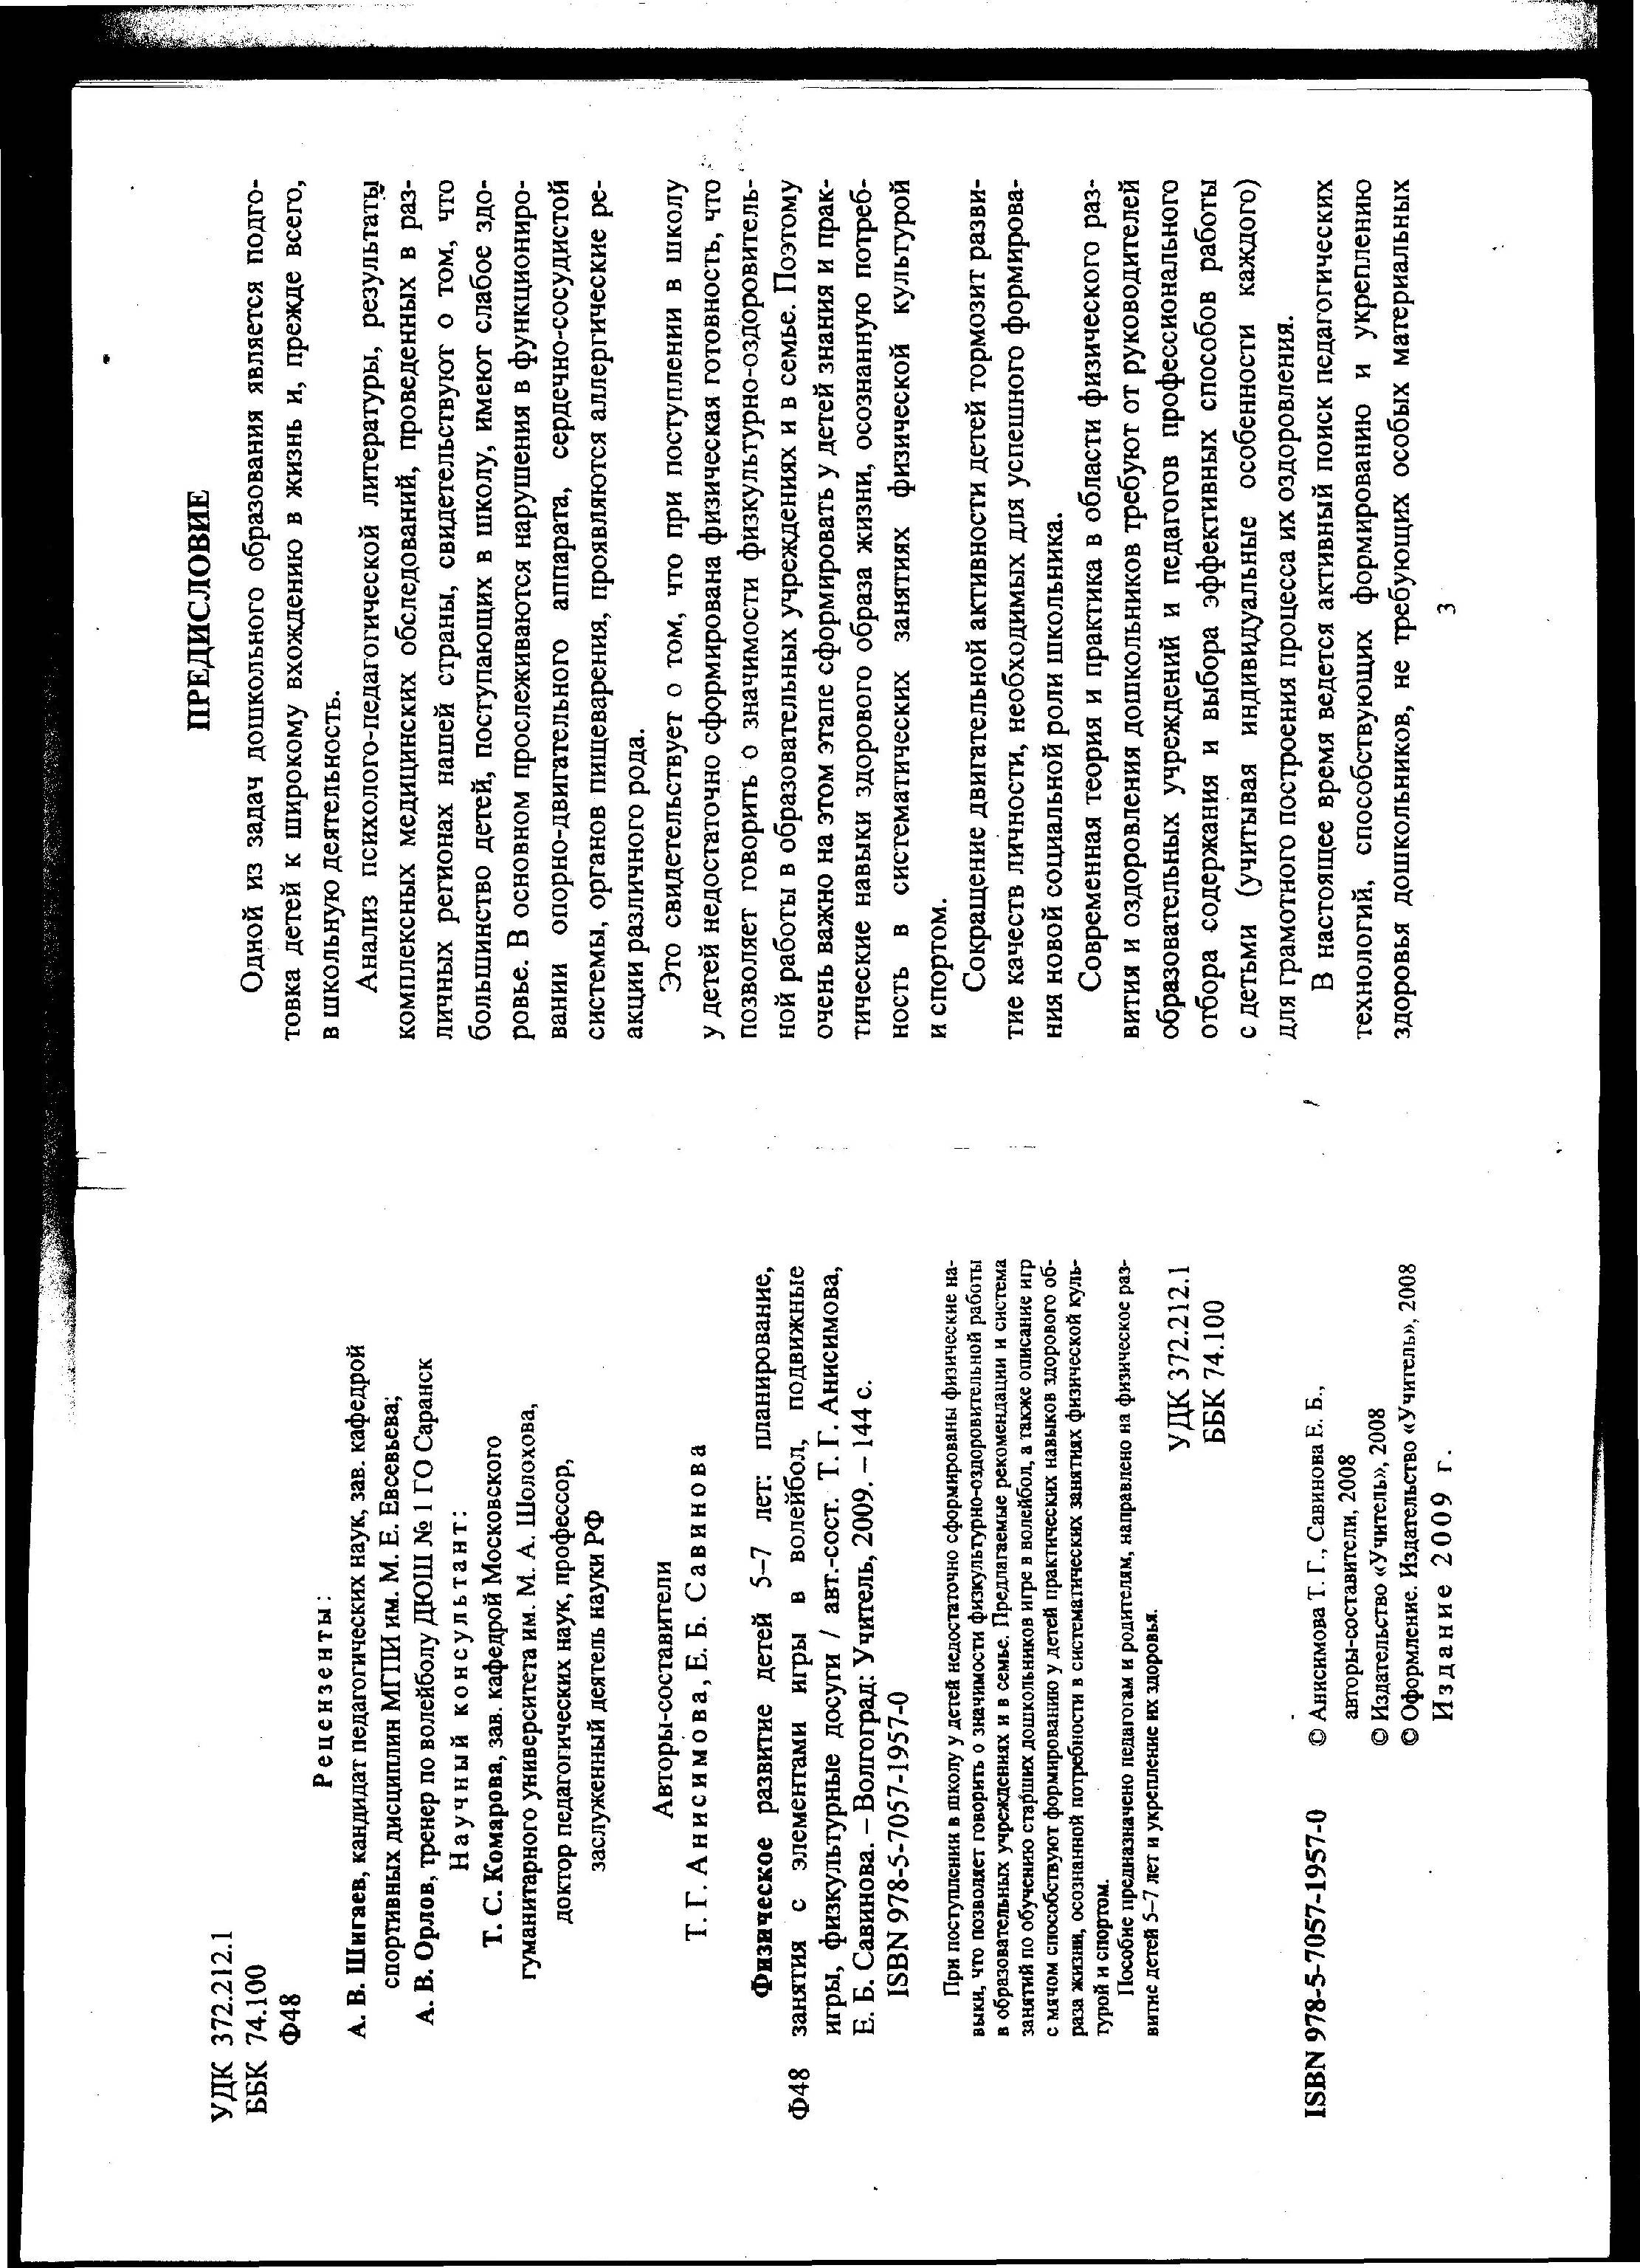 УДК 372.212.1
ББК 74.100
Ф48
Рецензенты:
А. В. Шигаев, кандидат педагогических наук, зав. кафедрой
спортивных дисциплин МГПИ им. М. Е. Евсевьева;
А. В. Орлов, тренер по волейболу ДЮШ № 1 ГО Саранск
Научный консультант:
Т. С. Комарова, зав. кафедрой Московского
гуманитарного университета им. М. А. Шолохова,
доктор педагогических наук, профессор,
заслуженный деятель науки РФ
Авторы-составители
Т. Г. Анисимова, Е. Б. Савинова
Физическое развитие детей 5–7 лет: планирование,
Ф48 занятия с элементами игры в волейбол, подвижные
игры, физкультурные досуги / авт.-сост. Т. Г. Анисимова,
Е. Б. Савинова. – Волгоград: Учитель, 2009. – 144 с.
ISBN 978-5-7057-1957-0
При поступлении в школу у детей недостаточно сформированы физические на-
выки, что позволяет говорить о значимости физкультурно-оздоровительной работы
в образовательных учреждениях и в семье. Предлагаемые рекомендации и система
занятий по обучению старших дошкольников игре в волейбол, а также описание игр
с мячом способствуют формированию у детей практических навыков здорового об-
раза жизни, осознанной потребности в систематических занятиях физической куль-
турой и спортом.
Пособие предназначено педагогам и родителям, направлено на физическое раз-
витие детей 5–7 лет и укрепление их здоровья.
УДК 372.212.1
ББК 74.100
ISBN 978-5-7057-1957-0 © Анисимова Т. Г., Савинова Е. Б.,
авторы-составители, 2008
© Издательство «Учитель», 2008
© Оформление. Издательство «Учитель», 2008
Издание 2009 г.
ПРЕДИСЛОВИЕ
Одной из задач дошкольного образования является подго-
товка детей к широкому вхождению в жизнь и, прежде всего,
в школьную деятельность.
Анализ психолого-педагогической литературы, результаты
комплексных медицинских обследований, проведенных в раз-
личных регионах нашей страны, свидетельствуют о том, что
большинство детей, поступающих в школу, имеют слабое здо-
ровье. В основном прослеживаются нарушения в функциониро-
вании опорно-двигательного аппарата, сердечно-сосудистой
системы, органов пищеварения, проявляются аллергические ре-
акции различного рода.
Это свидетельствует о том, что при поступлении в школу
у детей недостаточно сформирована физическая готовность, что
позволяет говорить о значимости физкультурно-оздоровитель-
ной работы в образовательных учреждениях и в семье. Поэтому
очень важно на этом этапе сформировать у детей знания и прак-
тические навыки здорового образа жизни, осознанную потреб-
ность в систематических занятиях физической культурой
и спортом.
Сокращение двигательной активности детей тормозит разви-
тие качеств личности, необходимых для успешного формирова-
ния новой социальной роли школьника.
Современная теория и практика в области физического раз-
вития и оздоровления дошкольников требуют от руководителей
образовательных учреждений и педагогов профессионального
отбора содержания и выбора эффективных способов работы
с детьми (учитывая индивидуальные особенности каждого)
для грамотного построения процесса их оздоровления.
В настоящее время ведется активный поиск педагогических
технологий, способствующих формированию и укреплению
здоровья дошкольников, не требующих особых материальных
3